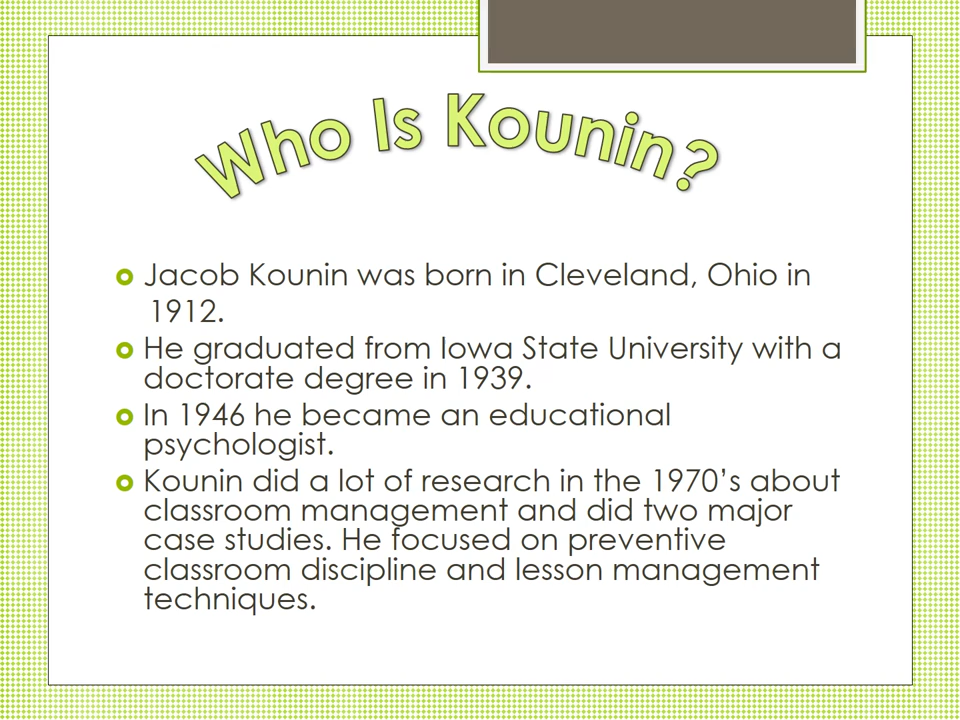 Who Is Kounin?
Jacob Kounin was born in Cleveland, Ohio in
1912.
He graduated from Iowa State University with a
doctorate degree in 1939.
In 1946 he became an educational
psychologist.
Kounin did a lot of research in the 1970's about
classroom management and did two major
case studies. He focused on preventive
classroom discipline and lesson management
techniques.